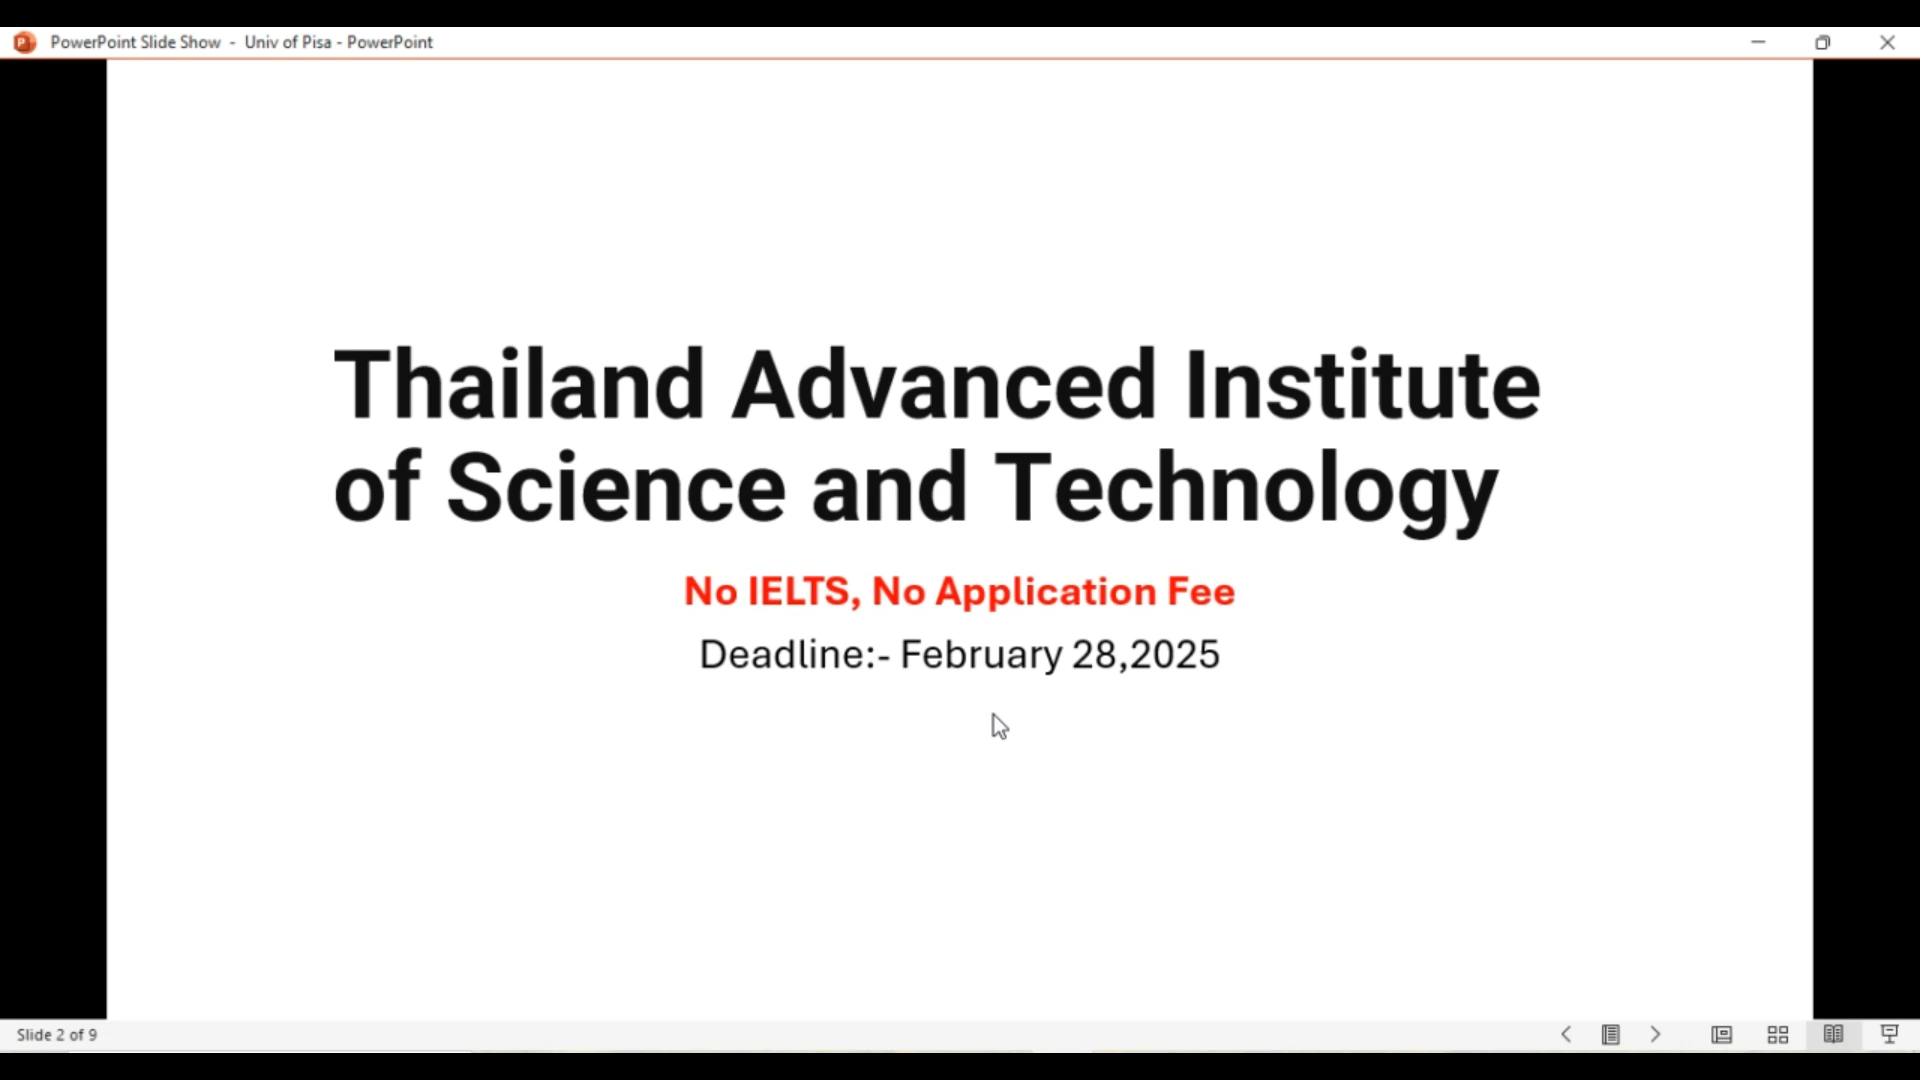 PowerPoint Slide Show - Univ of Pisa - PowerPoint
Thailand Advanced Institute
of Science and Technology
No IELTS, No Application Fee
Deadline:- February 28,2025
Slide 2 of 9